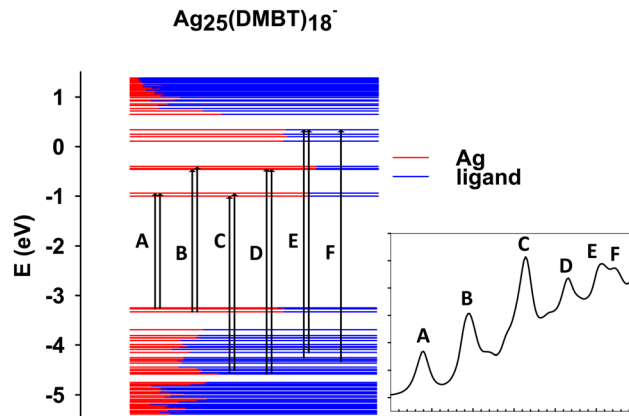 Ag25(DMBT)18-
1
0
-1
-2
-3
-4
-5
E (eV)
A
B
C
D
E
F
Ag
ligand
A
B
C
D
E
F